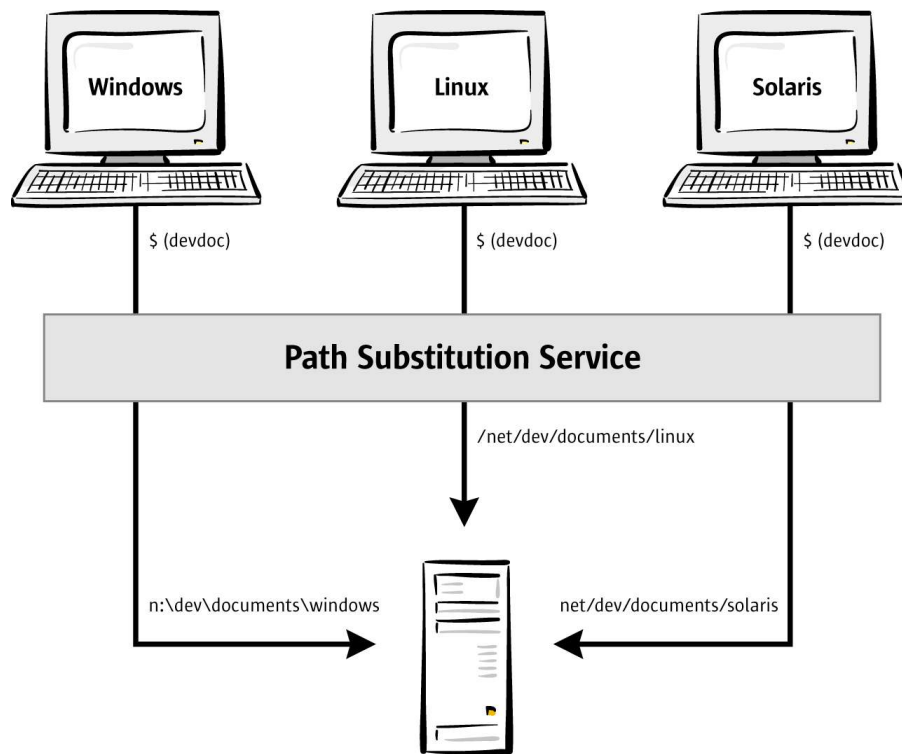 Windows
Linux
Solaris
$ (devdoc)
$ (devdoc)
$ (devdoc)
Path Substitution Service
/net/dev/documents/linux
n:\dev\documents\windows
net/dev/documents/solaris